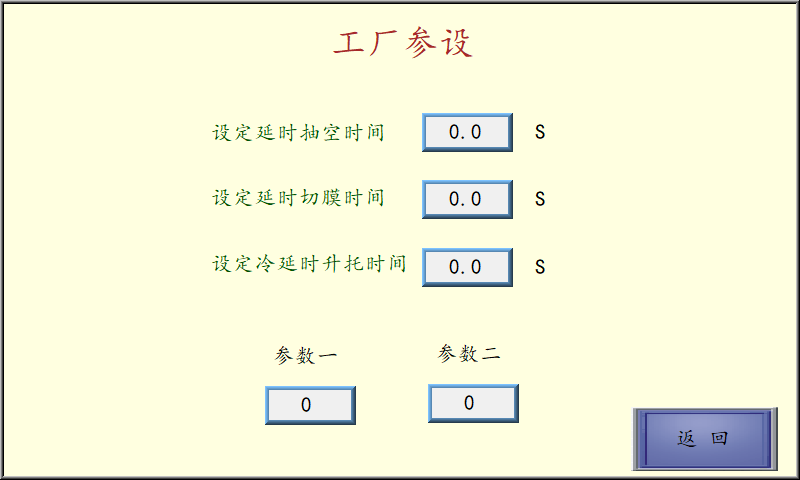 工厂参设
设定延时抽空时间 0.0 S
设定延时切膜时间 0.0 S
设定冷延时升托时间 0.0 S
参数一 参数二
0 0
返 回